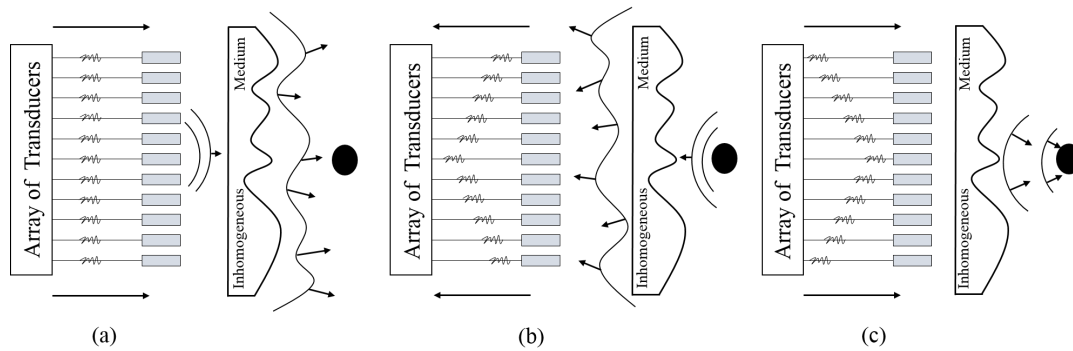 Array of Transducers
Inhomogeneous Medium
Array of Transducers
Inhomogeneous Medium
Array of Transducers
Inhomogeneous Medium
(a)
(b)
(c)